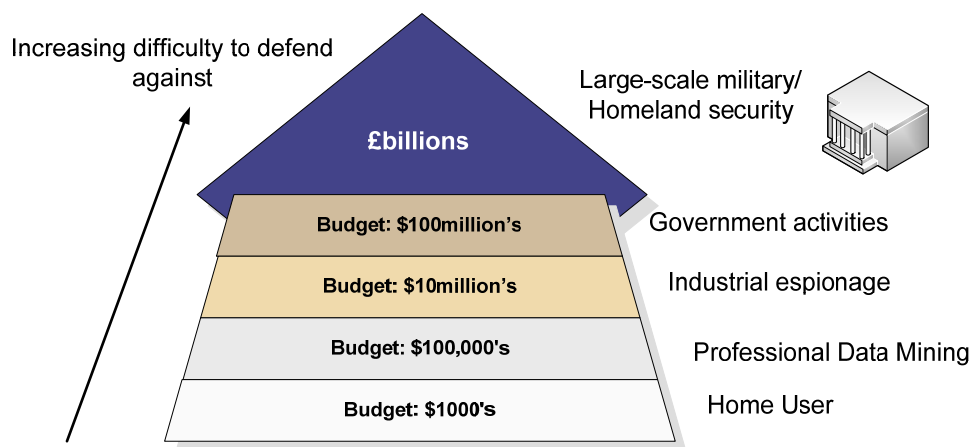 Increasing difficulty to defend
against
Large-scale military/
Homeland security
£billions
Budget: $100million’s
Government activities
Budget: $10million’s
Industrial espionage
Budget: $100,000's
Professional Data Mining
Budget: $1000's
Home User